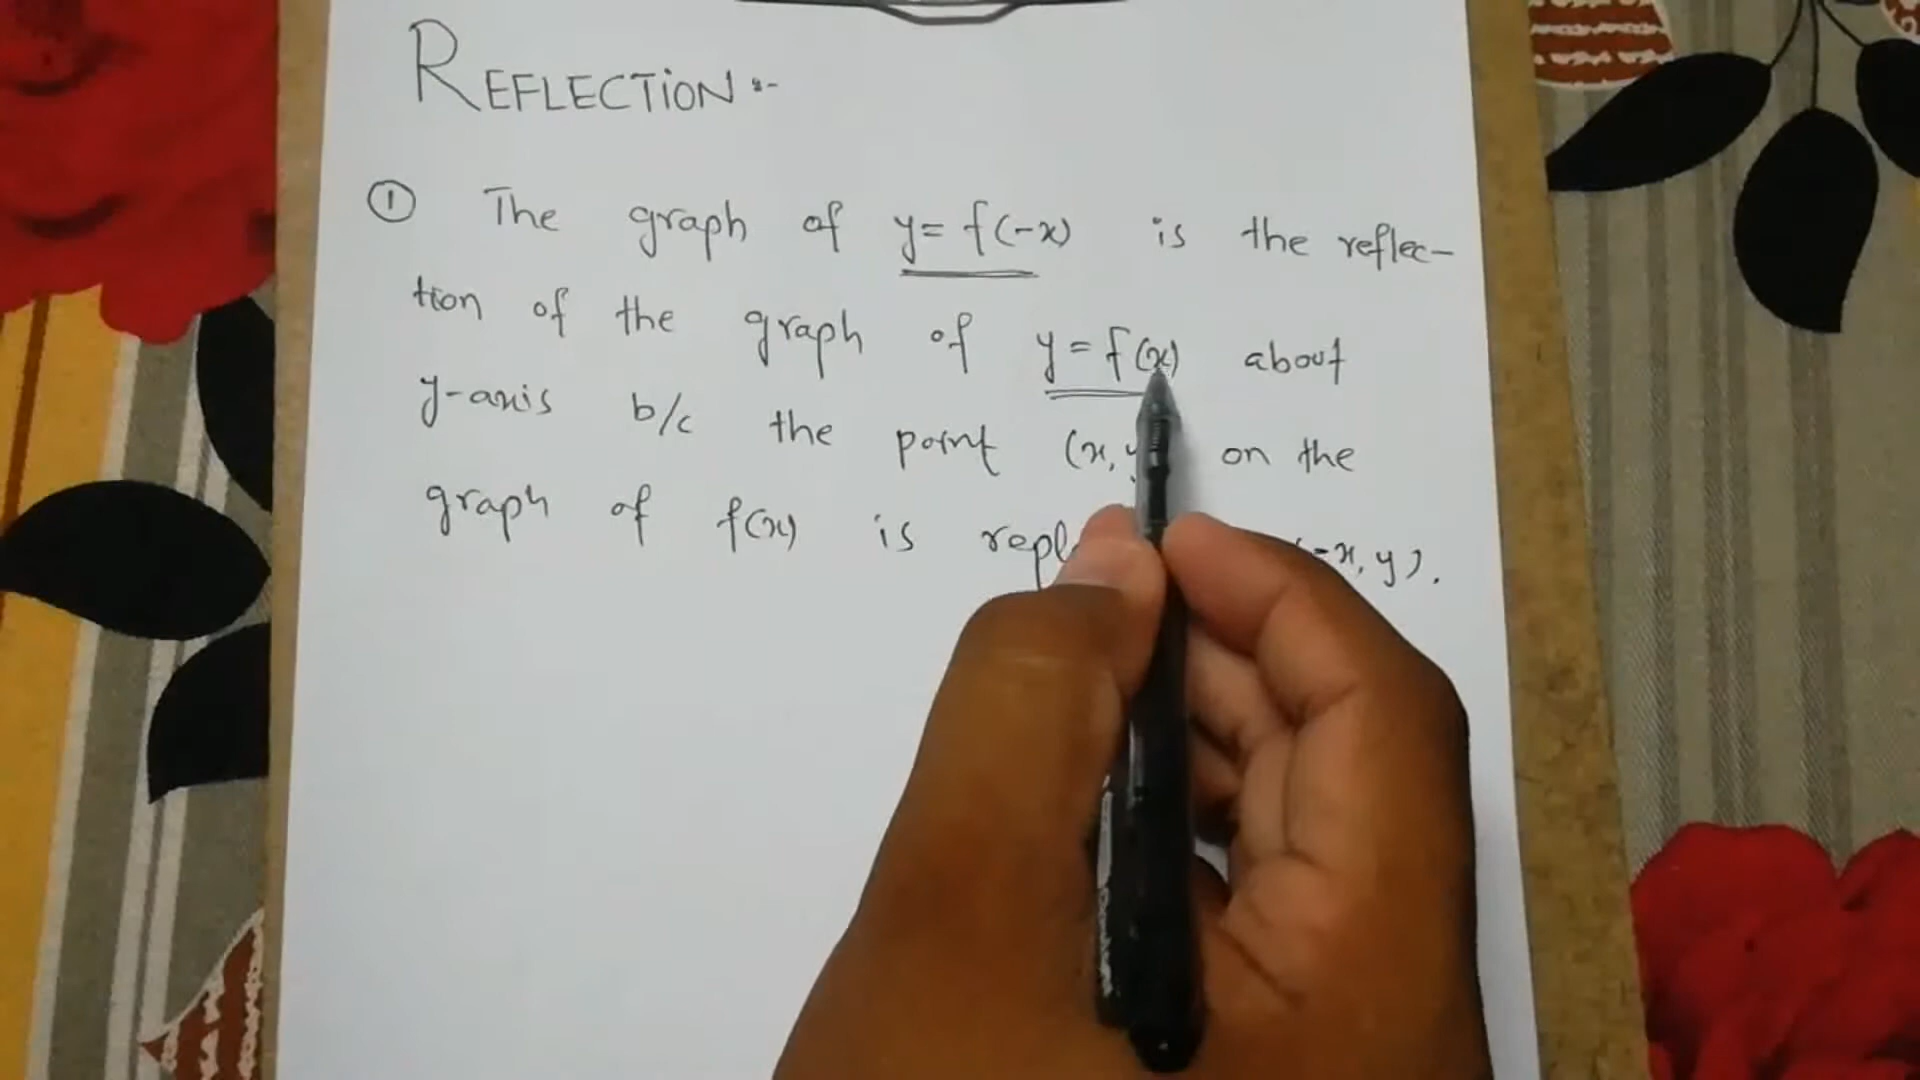 REFLECTION :-
① The graph of y = f(-x) is the reflec-
tion of the graph of y = f(x) about
y-axis b/c the point (x, y on the
graph of f(x) is repl -x, y).